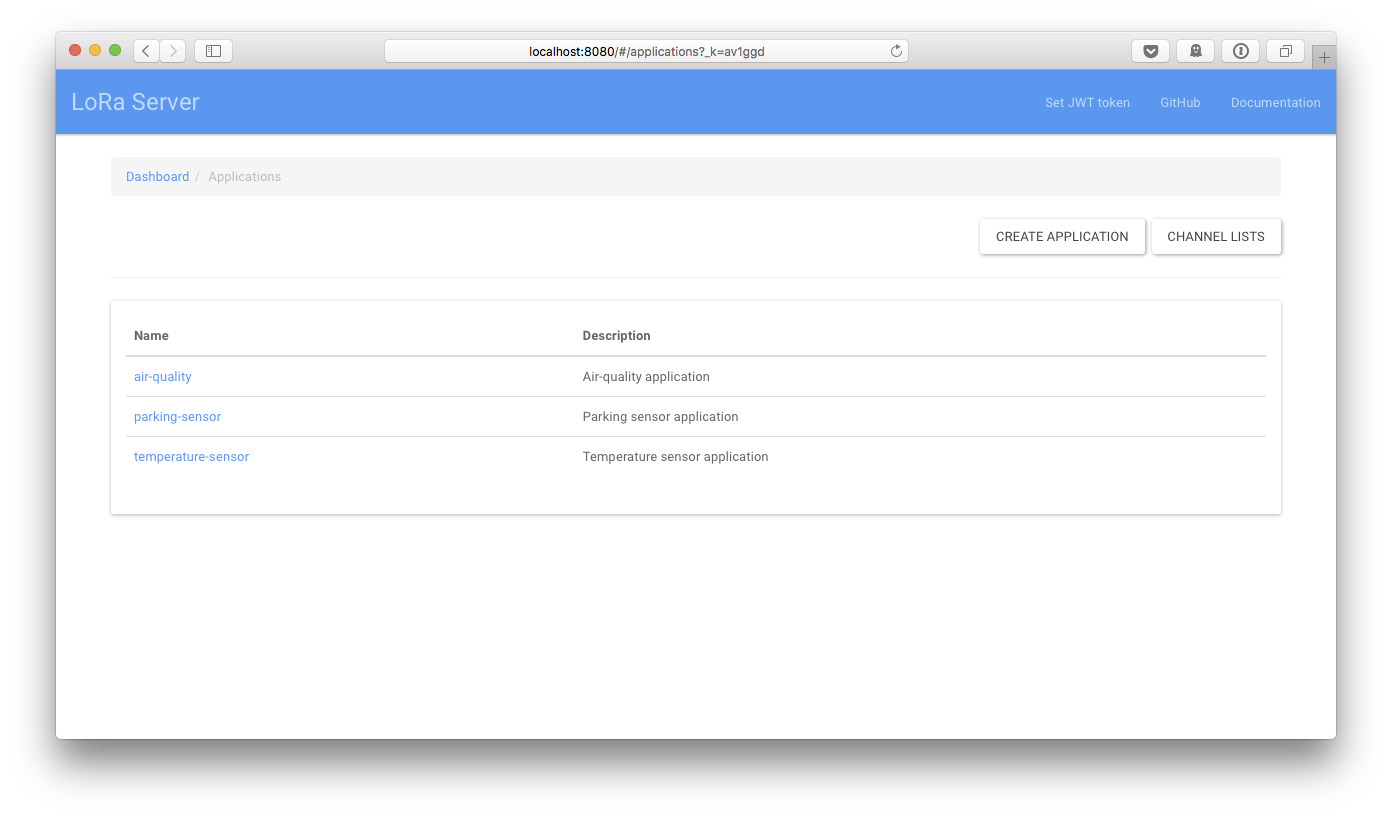 localhost:8080/#/applications?_k=av1ggd
LoRa Server
Set JWT token GitHub Documentation
Dashboard / Applications
CREATE APPLICATION CHANNEL LISTS
Name Description
air-quality Air-quality application
parking-sensor Parking sensor application
temperature-sensor Temperature sensor application